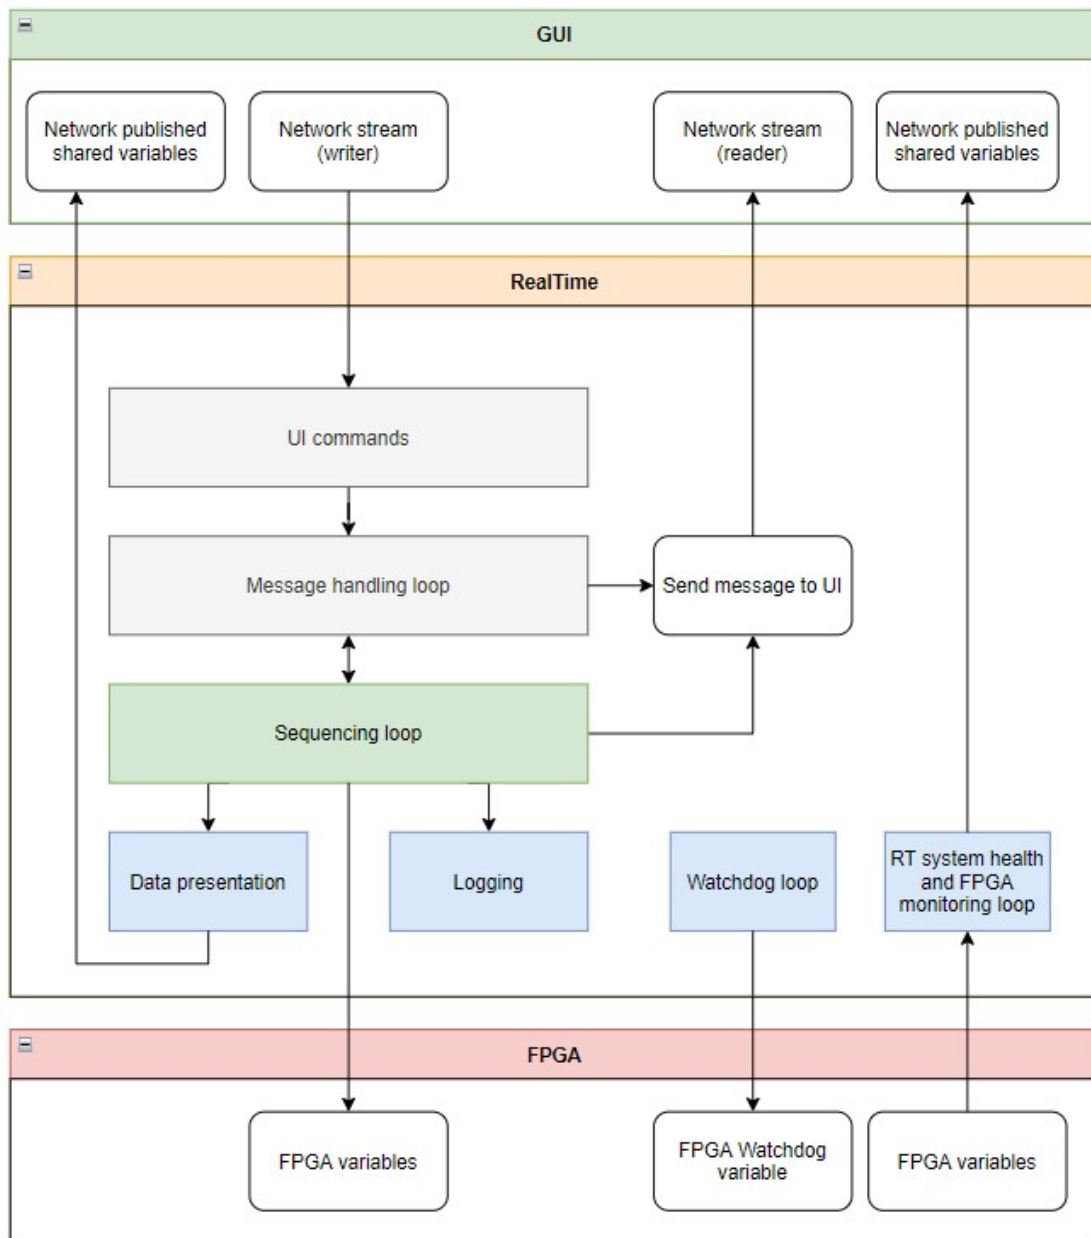 GUI
Network published
shared variables
Network stream
(writer)
Network stream
(reader)
Network published
shared variables
RealTime
UI commands
Message handling loop
Send message to UI
Sequencing loop
Data presentation
Logging
Watchdog loop
RT system health
and FPGA
monitoring loop
FPGA
FPGA variables
FPGA Watchdog
variable
FPGA variables